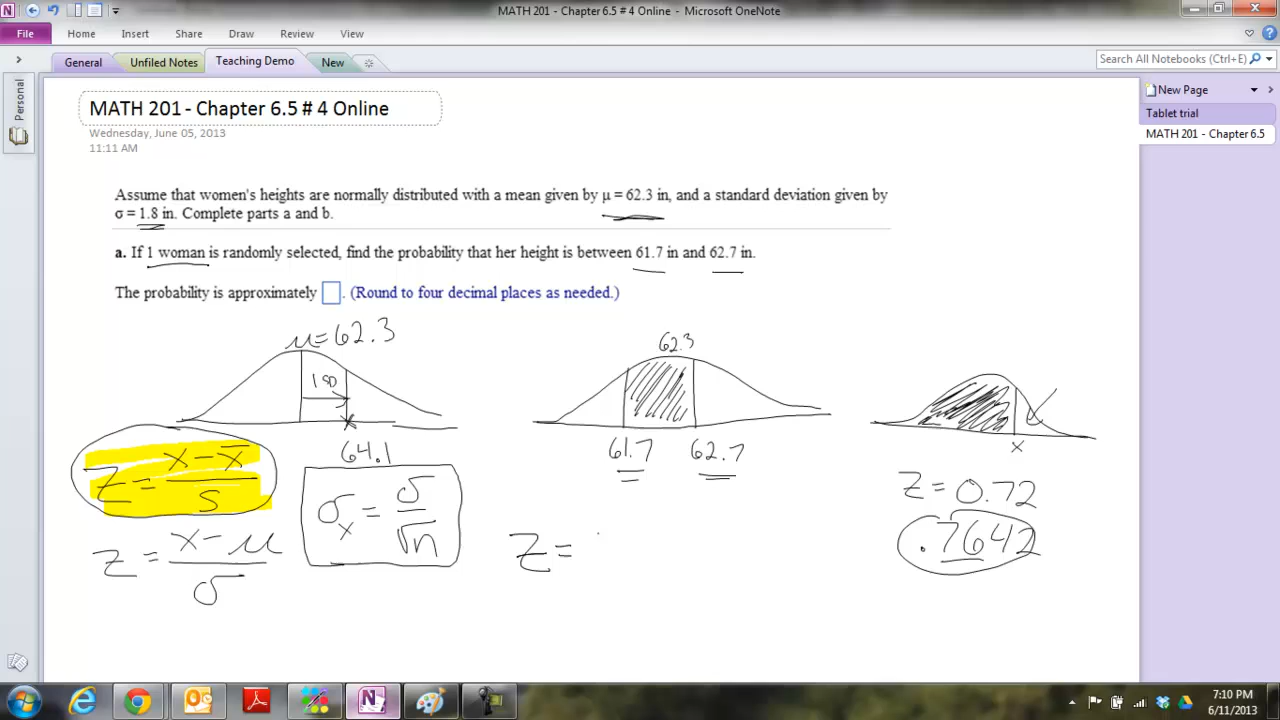 MATH 201 - Chapter 6.5 # 4 Online - Microsoft OneNote
File Home Insert Share Draw Review View
General Unfiled Notes Teaching Demo New
Search All Notebooks (Ctrl+E)
Personal
New Page
Tablet trial
MATH 201 - Chapter 6.5
MATH 201 - Chapter 6.5 # 4 Online
Wednesday, June 05, 2013
11:11 AM
Assume that women's heights are normally distributed with a mean given by μ = 62.3 in, and a standard deviation given by
σ = 1.8 in. Complete parts a and b.
a. If 1 woman is randomly selected, find the probability that her height is between 61.7 in and 62.7 in.
The probability is approximately . (Round to four decimal places as needed.)
μ=62.3
1 SD
64.1
z = x - x̄ / s
z = x - μ / σ
σx = σ / √n
62.3
61.7 62.7
z =
x
z = 0.72
.7642
7:10 PM
6/11/2013